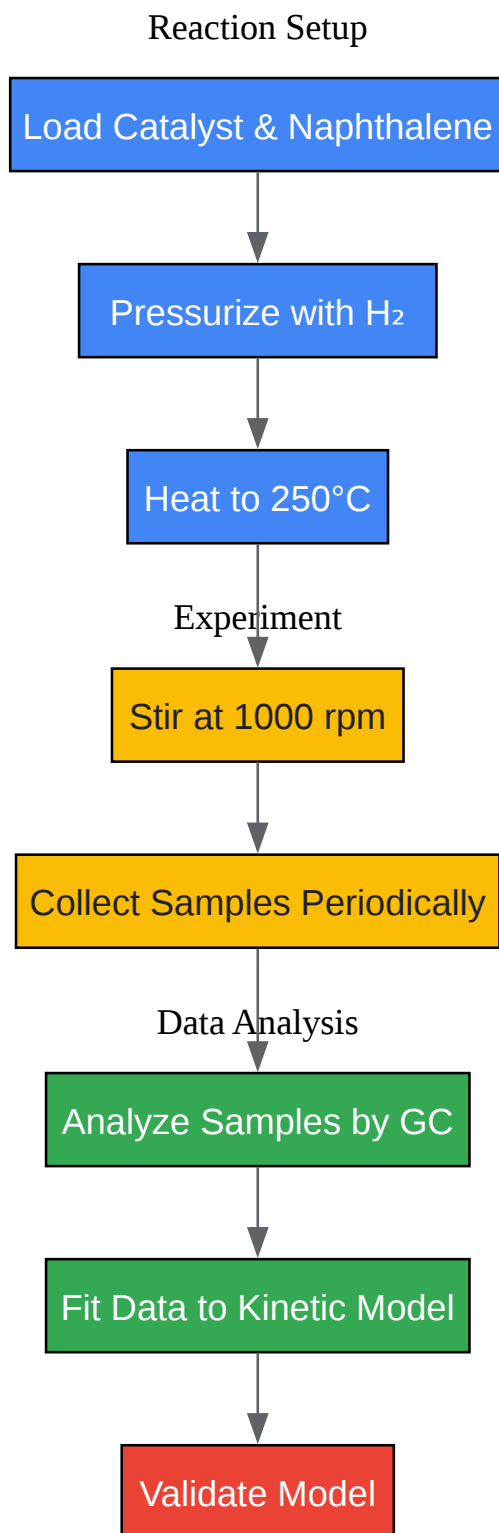 Reaction Setup
Load Catalyst & Naphthalene
Pressurize with H₂
Heat to 250°C
Experiment
Stir at 1000 rpm
Collect Samples Periodically
Data Analysis
Analyze Samples by GC
Fit Data to Kinetic Model
Validate Model